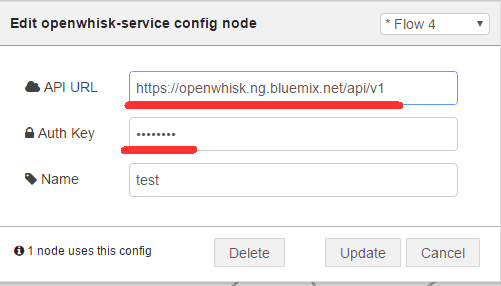 Edit openwhisk-service config node
* Flow 4
API URL
https://openwhisk.ng.bluemix.net/api/v1
Auth Key
••••••••
Name
test
1 node uses this config
Delete
Update
Cancel